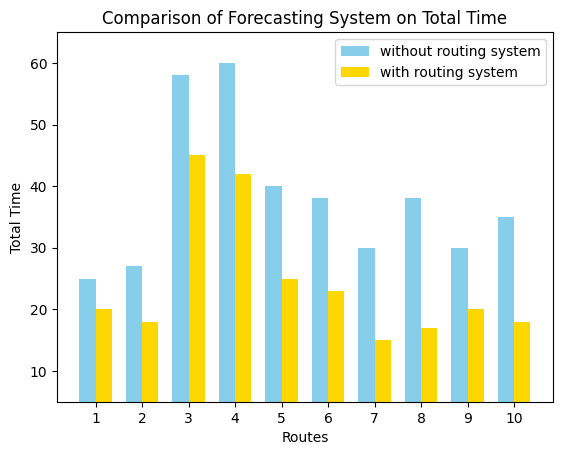 Comparison of Forecasting System on Total Time
without routing system
with routing system
Total Time
60
50
40
30
20
10
1 2 3 4 5 6 7 8 9 10
Routes